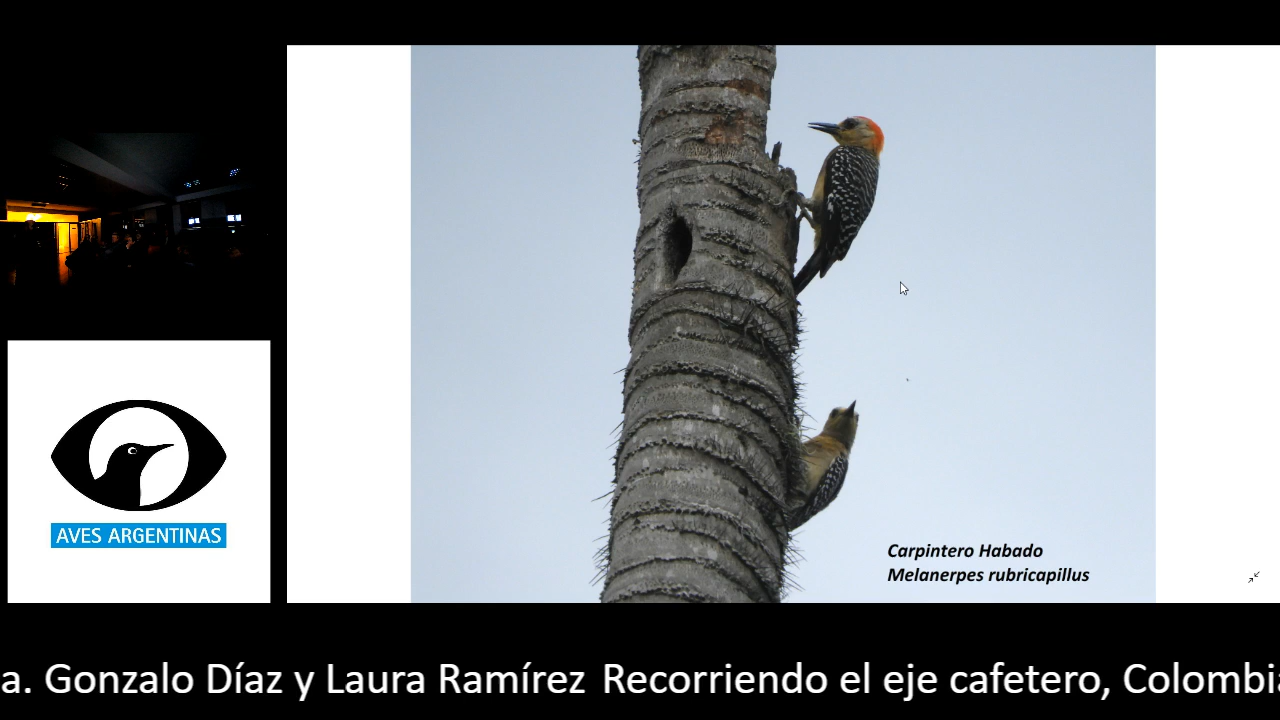 AVES ARGENTINAS
Carpintero Habado
Melanerpes rubricapillus
a. Gonzalo Díaz y Laura Ramírez Recorriendo el eje cafetero, Colombia